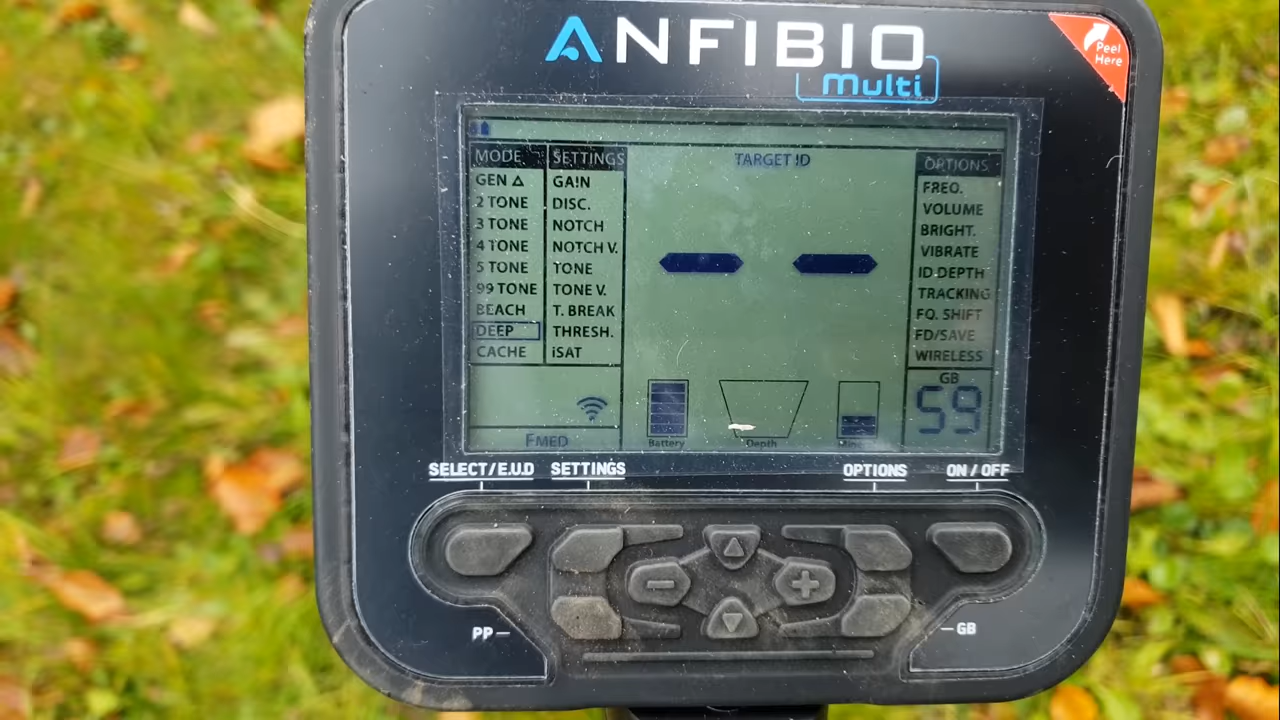 ANFIBIO
Multi
Peel
Here
MODE
GEN
2 TONE
3 TONE
4 TONE
5 TONE
99 TONE
BEACH
DEEP
CACHE
SETTINGS
GAIN
DISC.
NOTCH
NOTCH V.
TONE
TONE V.
T. BREAK
THRESH.
iSAT
TARGET ID
-- 
OPTIONS
FREQ.
VOLUME
BRIGHT.
VIBRATE
ID DEPTH
TRACKING
FQ. SHIFT
FD/SAVE
WIRELESS
FMED
Battery
Depth
GB
59
SELECT/E.U.D
SETTINGS
OPTIONS
ON / OFF
- +
PP
GB